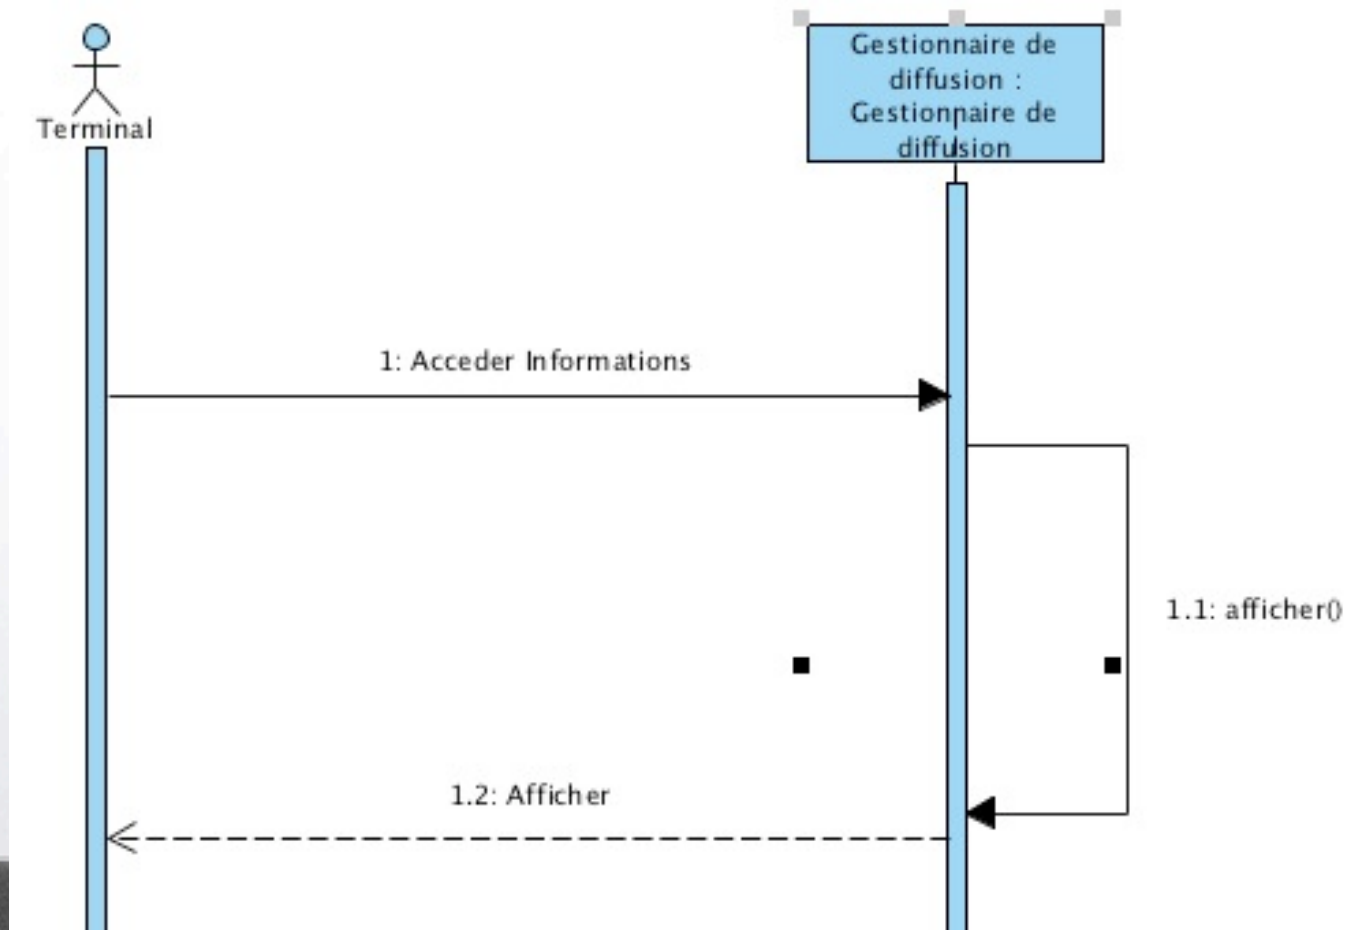 Gestionnaire de
diffusion :
Gestionnaire de
diffusion
Terminal
1: Acceder Informations
1.1: afficher()
1.2: Afficher